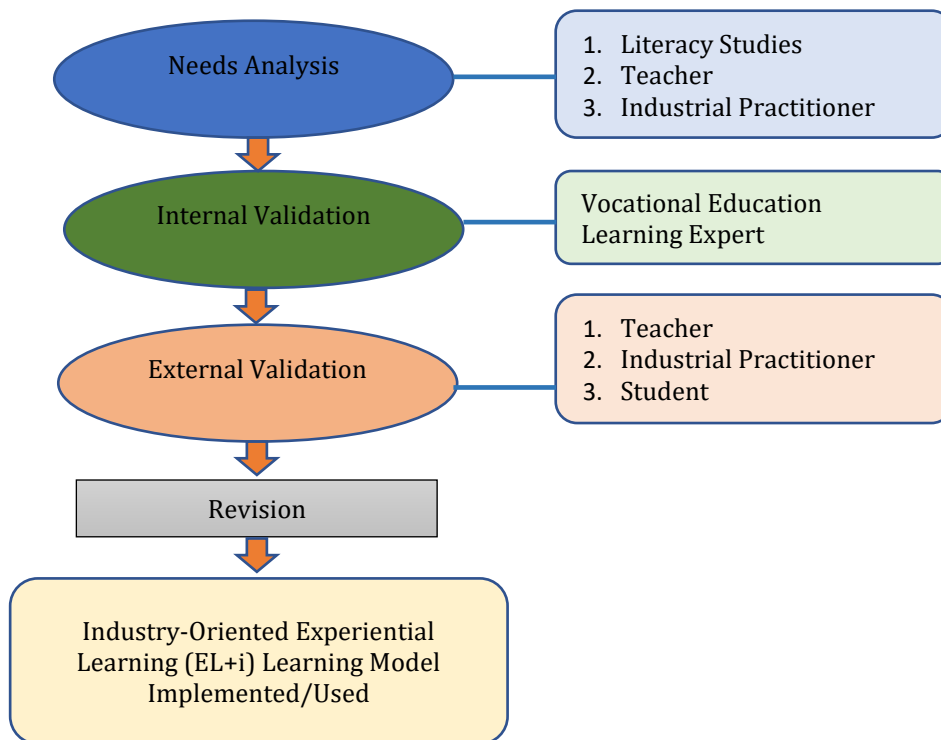 Needs Analysis
1. Literacy Studies
2. Teacher
3. Industrial Practitioner
Internal Validation
Vocational Education
Learning Expert
External Validation
1. Teacher
2. Industrial Practitioner
3. Student
Revision
Industry-Oriented Experiential
Learning (EL+i) Learning Model
Implemented/Used